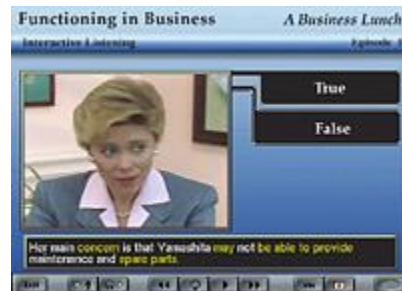 Functioning in Business
A Business Lunch
Interactive Listening
Episode
True
False
Her main concern is that Yamashita may not be able to provide
maintenance and spare parts.